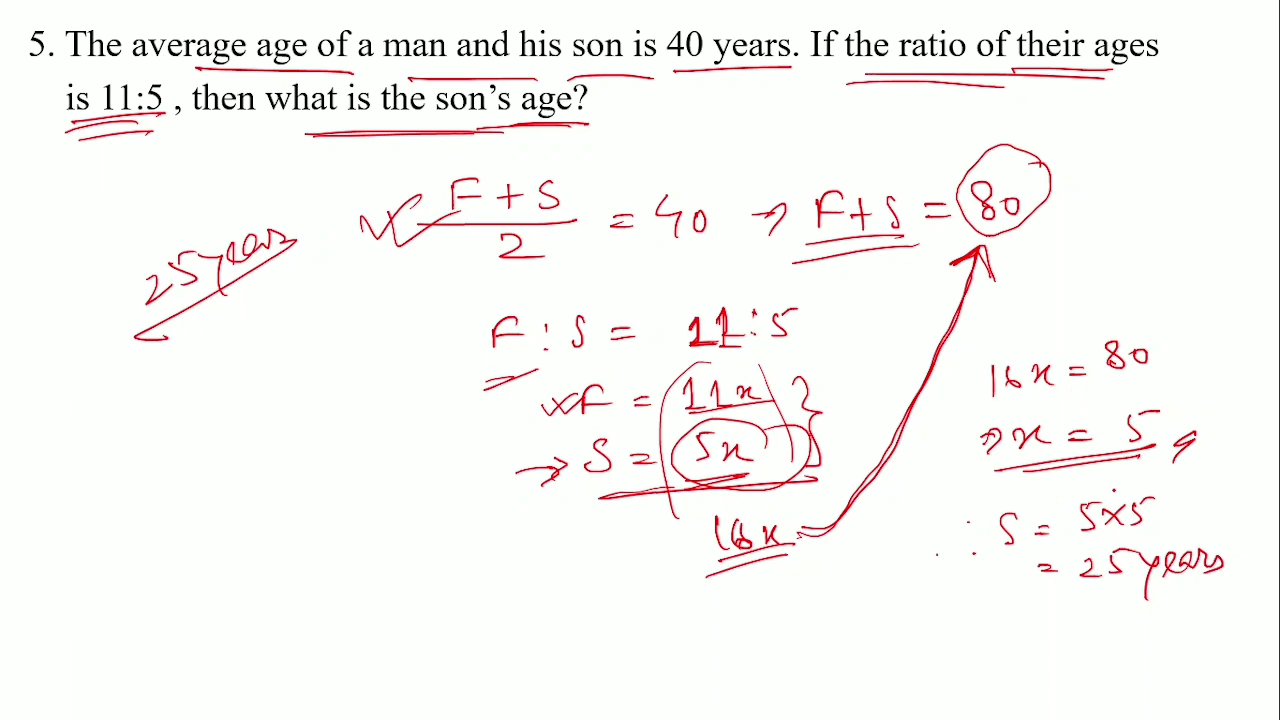 5. The average age of a man and his son is 40 years. If the ratio of their ages
is 11:5 , then what is the son's age?
F + S
2
= 40 ⇒ F+S = 80
25 years
F : S = 11:5
F = 11x
S = 5x
16x
16x = 80
⇒ x = 5
∴ S = 5×5
= 25 years